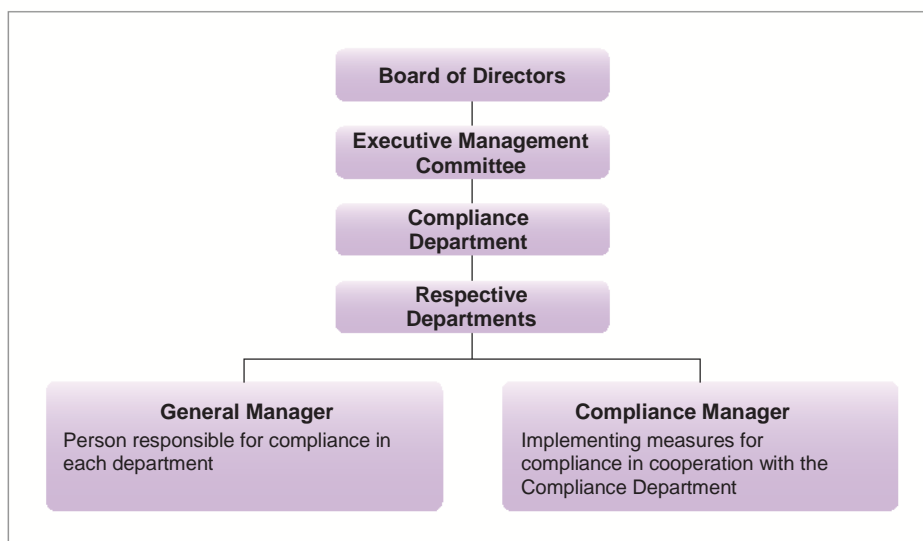 Board of Directors
Executive Management
Committee
Compliance
Department
Respective
Departments
General Manager
Person responsible for compliance in
each department
Compliance Manager
Implementing measures for
compliance in cooperation with the
Compliance Department